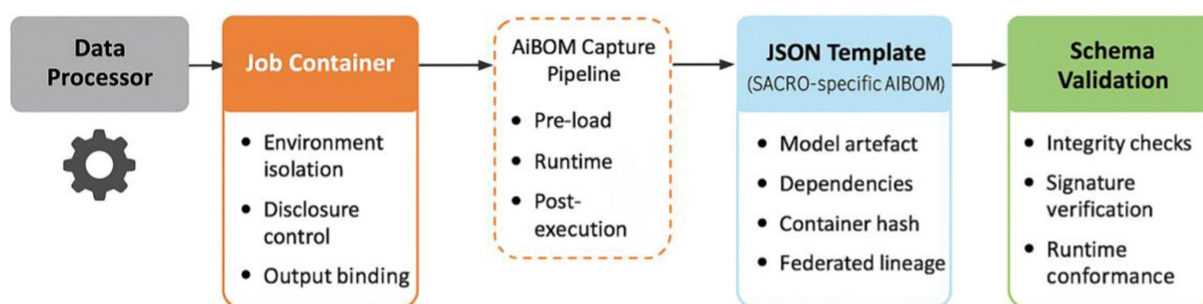 Data
Processor
Job Container
• Environment
isolation
• Disclosure
control
• Output binding
AiBOM Capture
Pipeline
• Pre-load
• Runtime
• Post-
execution
JSON Template
(SACRO-specific AIBOM)
• Model artefact
• Dependencies
• Container hash
• Federated lineage
Schema
Validation
• Integrity checks
• Signature
verification
• Runtime
conformance